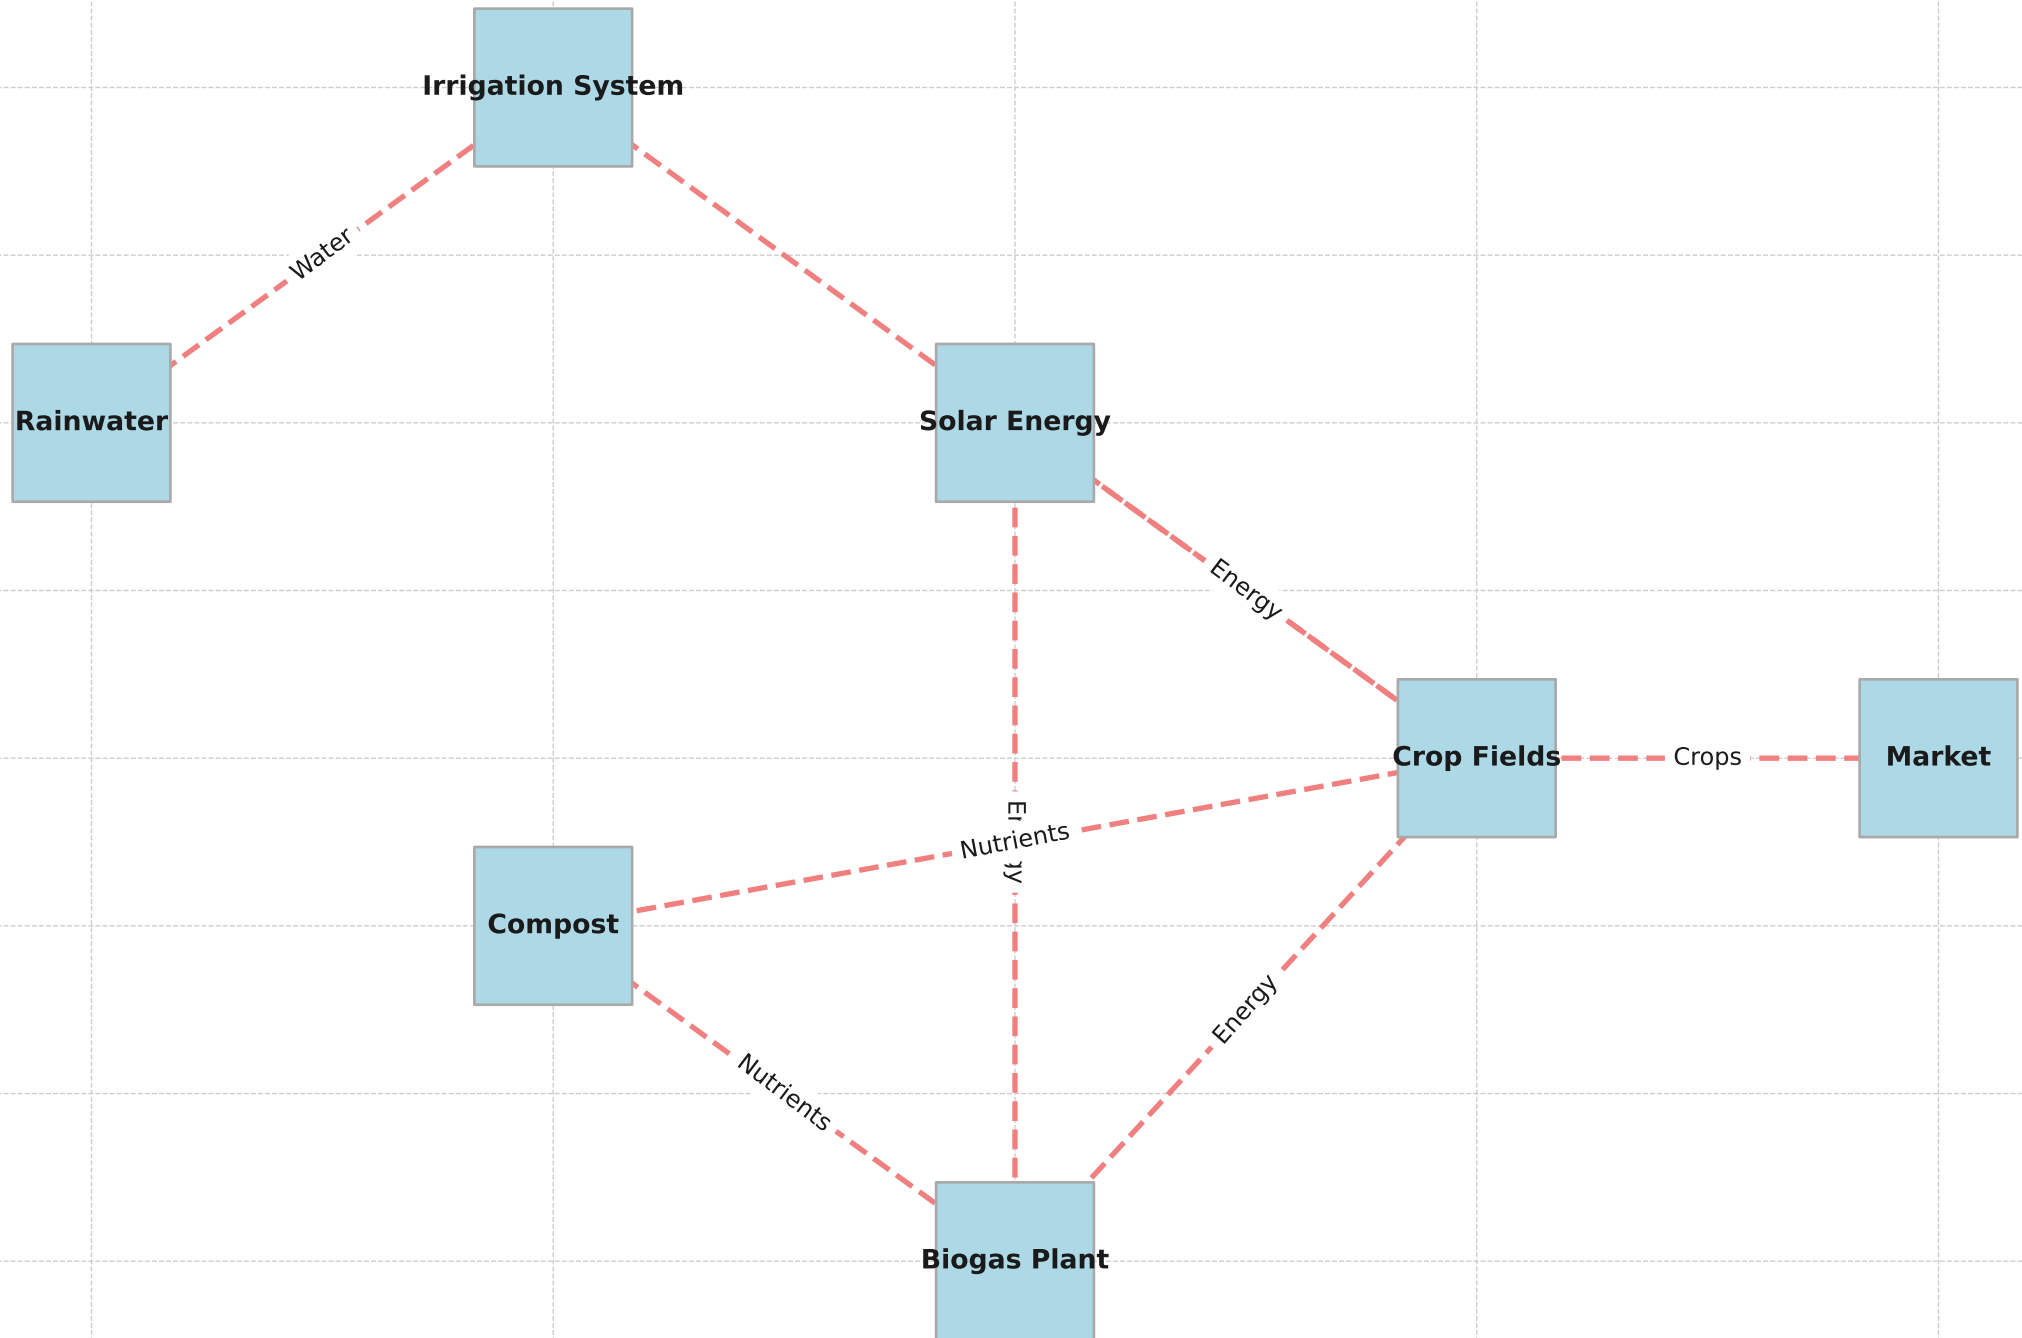 Irrigation System
Water
Rainwater
Solar Energy
Energy
Crop Fields
Crops
Market
Nutrients
Compost
Energy
Nutrients
Biogas Plant